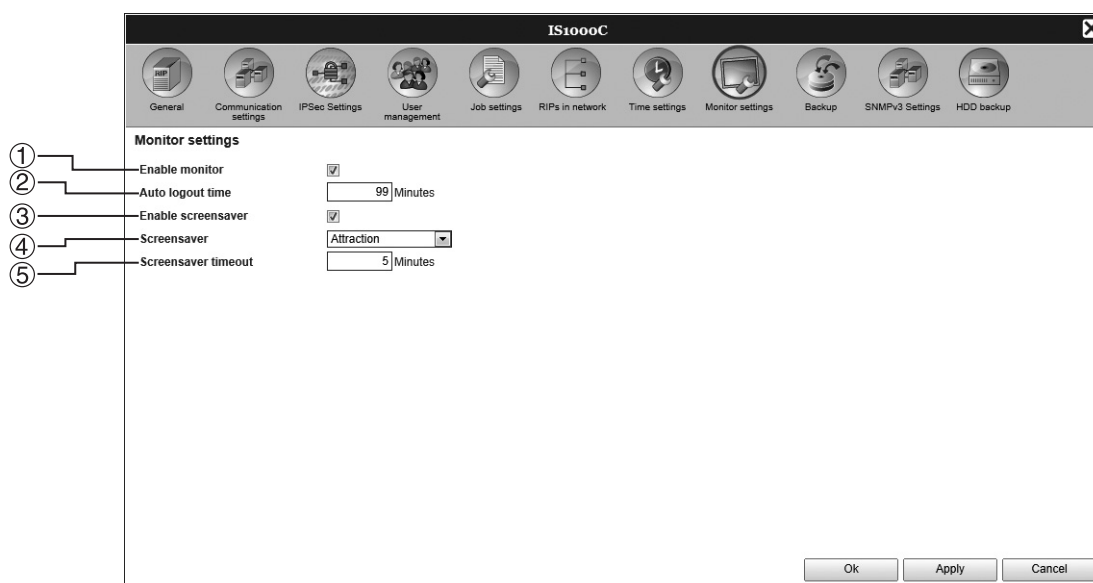 IS1000C
RIP
General
Communication settings
IPSec Settings
User management
Job settings
RIPs in network
Time settings
Monitor settings
Backup
SNMPv3 Settings
HDD backup
Monitor settings
① Enable monitor
② Auto logout time 99 Minutes
③ Enable screensaver
④ Screensaver Attraction
⑤ Screensaver timeout 5 Minutes
Ok Apply Cancel